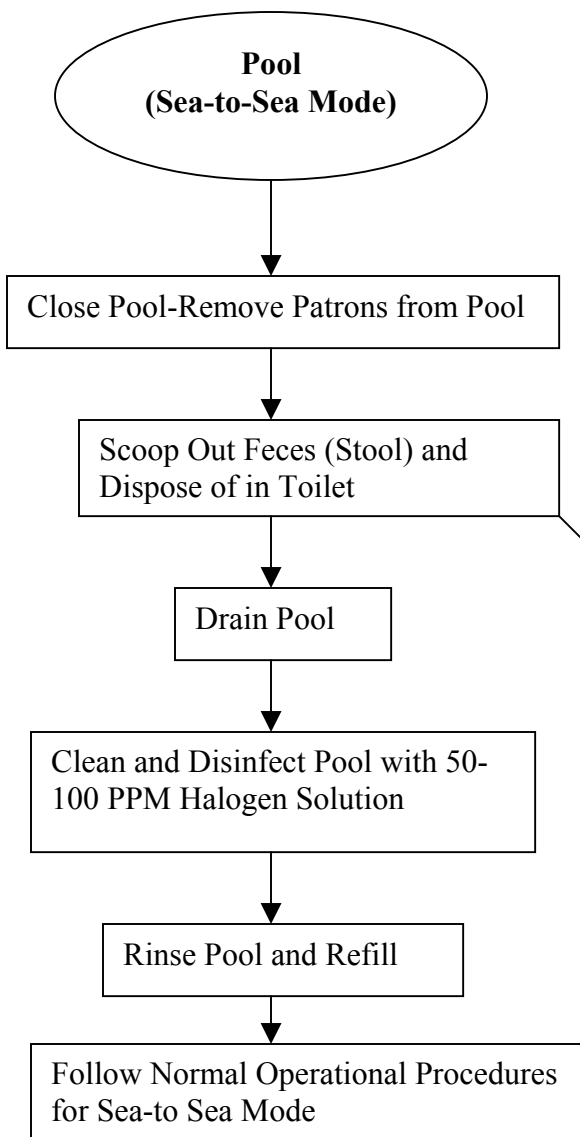 Pool
(Sea-to-Sea Mode)
Close Pool-Remove Patrons from Pool
Scoop Out Feces (Stool) and
Dispose of in Toilet
Drain Pool
Clean and Disinfect Pool with 50-
100 PPM Halogen Solution
Rinse Pool and Refill
Follow Normal Operational Procedures
for Sea-to Sea Mode